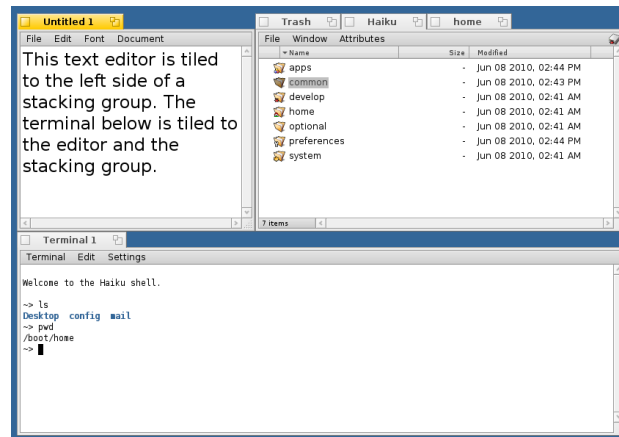 Untitled 1
File Edit Font Document
This text editor is tiled
to the left side of a
stacking group. The
terminal below is tiled to
the editor and the
stacking group.
Trash Haiku home
File Window Attributes
Name Size Modified
apps - Jun 08 2010, 02:44 PM
common - Jun 08 2010, 02:43 PM
develop - Jun 08 2010, 02:41 AM
home - Jun 08 2010, 02:41 AM
optional - Jun 08 2010, 02:41 AM
preferences - Jun 08 2010, 02:44 PM
system - Jun 08 2010, 02:41 AM
7 items
Terminal 1
Terminal Edit Settings
Welcome to the Haiku shell.
~> ls
Desktop config mail
~> pwd
/boot/home
~>